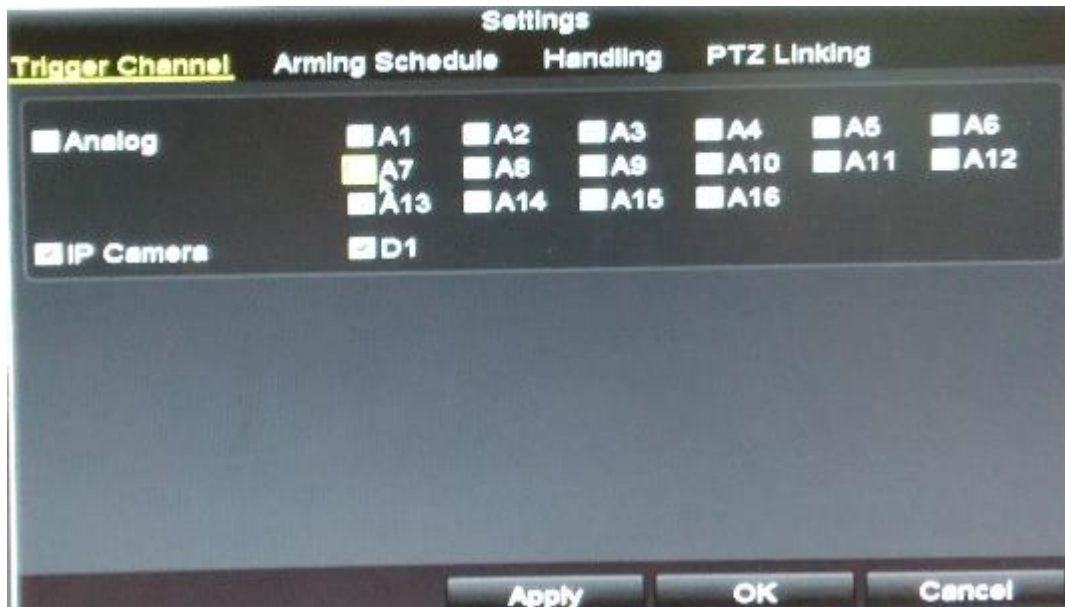 Settings
Trigger Channel Arming Schedule Handling PTZ Linking
Analog A1 A2 A3 A4 A5 A6
A7 A8 A9 A10 A11 A12
A13 A14 A15 A16
IP Camera D1
Apply OK Cancel